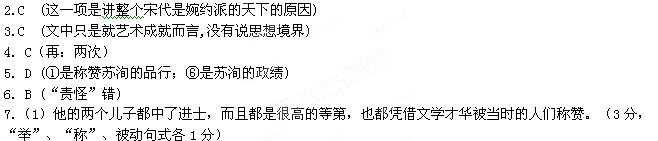 2.C (这一项是讲整个宋代是婉约派的天下的原因)
3.C (文中只是就艺术成就而言,没有说思想境界)
4. C(再：两次)
5. D(①是称赞苏洵的品行；⑥是苏洵的政绩)
6. B(“责怪”错)
7.(1)他的两个儿子都中了进士，而且都是很高的等第，也都凭借文学才华被当时的人们称赞。(3分，
“举”、“称”、被动句式各1分)